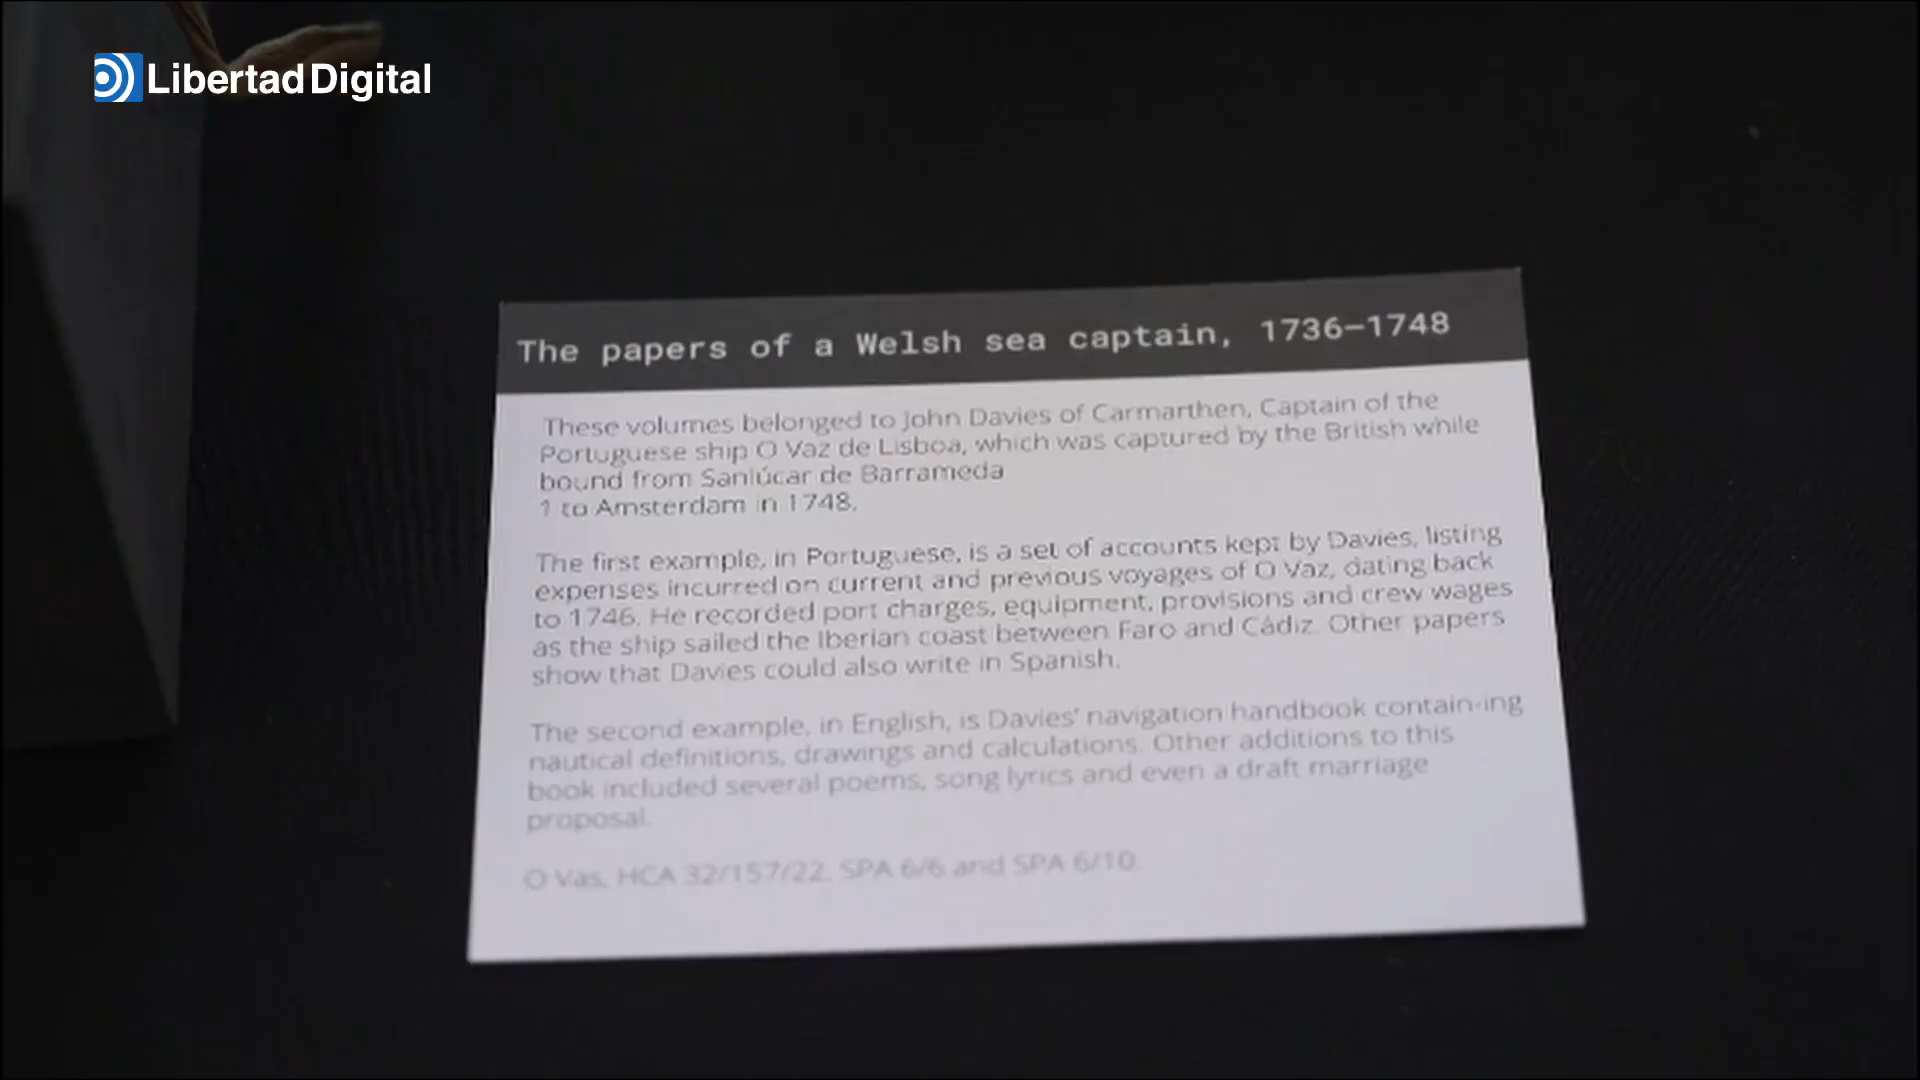 Libertad Digital
The papers of a Welsh sea captain, 1736–1748
These volumes belonged to John Davies of Carmarthen, Captain of the
Portuguese ship O Vaz de Lisboa, which was captured by the British while
bound from Sanlúcar de Barrameda
1 to Amsterdam in 1748.
The first example, in Portuguese, is a set of accounts kept by Davies, listing
expenses incurred on current and previous voyages of O Vaz, dating back
to 1746. He recorded port charges, equipment, provisions and crew wages
as the ship sailed the Iberian coast between Faro and Cádiz. Other papers
show that Davies could also write in Spanish.
The second example, in English, is Davies’ navigation handbook contain-ing
nautical definitions, drawings and calculations. Other additions to this
book included several poems, song lyrics and even a draft marriage
proposal.
O Vas, HCA 32/157/22, SPA 6/6 and SPA 6/10.